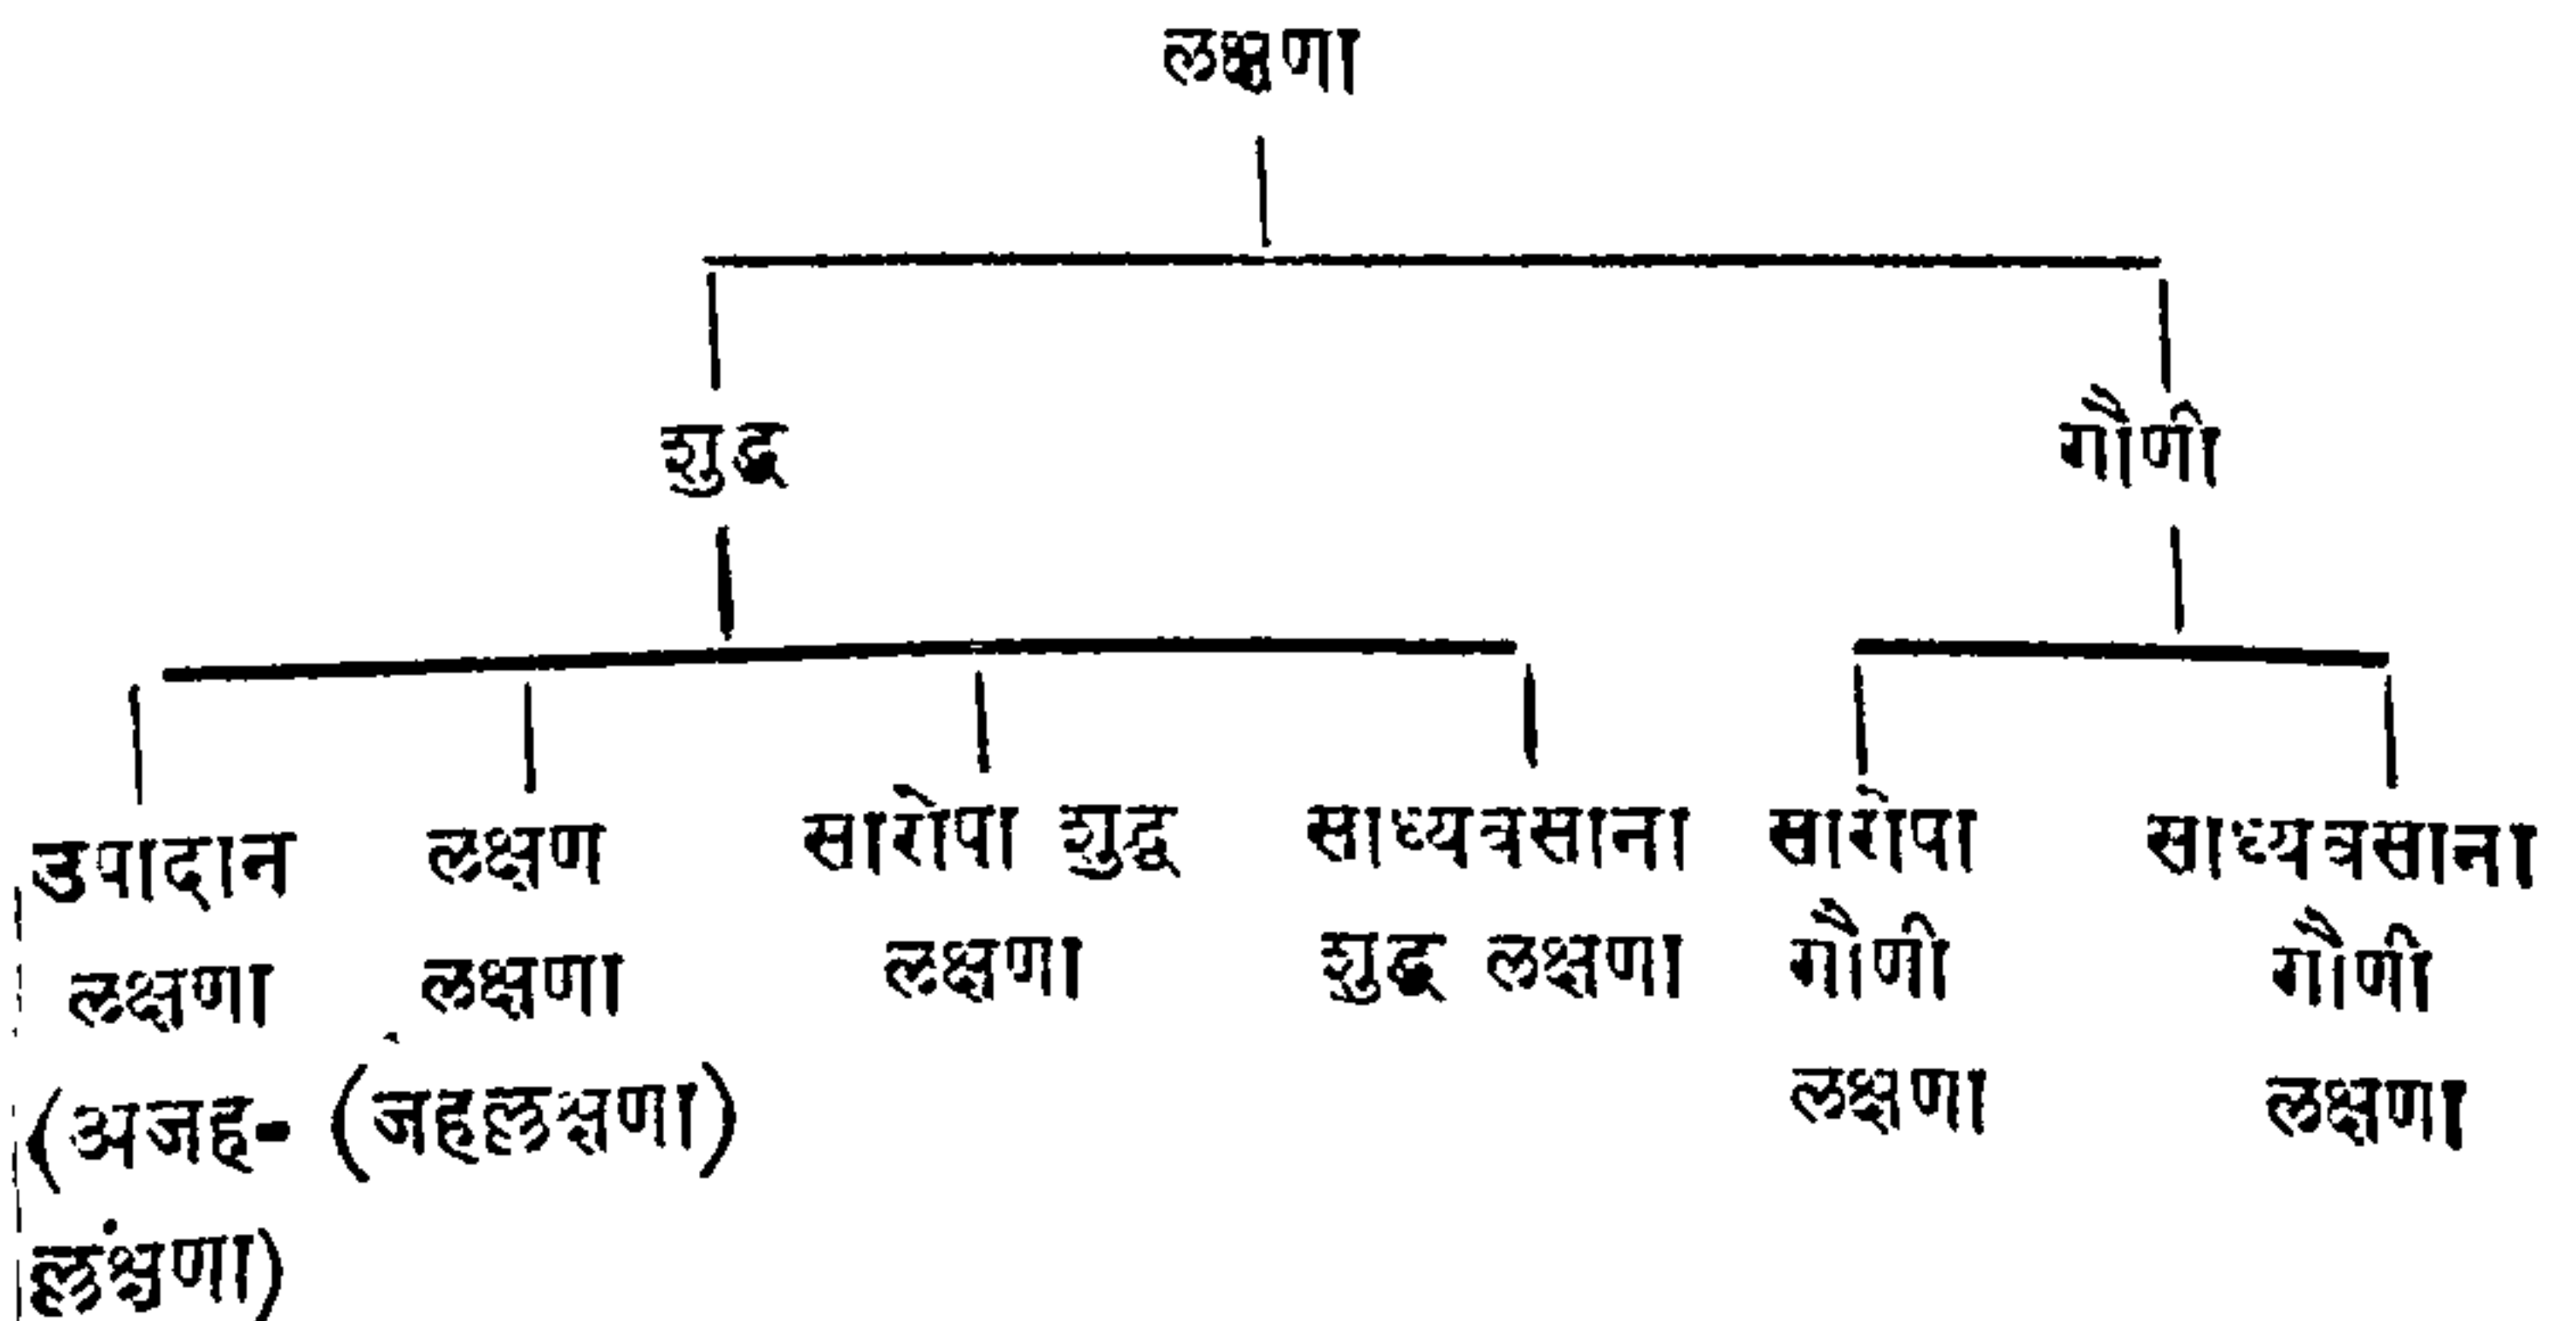 लक्षणा
शुद्ध
गौणी
उपादान
लक्षणा
(अजह-
ल्लक्षणा)
लक्षण
लक्षणा
(जहल्लक्षणा)
सारोपा शुद्ध
लक्षणा
साध्यवसाना
शुद्ध लक्षणा
सारोपा
गौणी
लक्षणा
साध्यवसाना
गौणी
लक्षणा